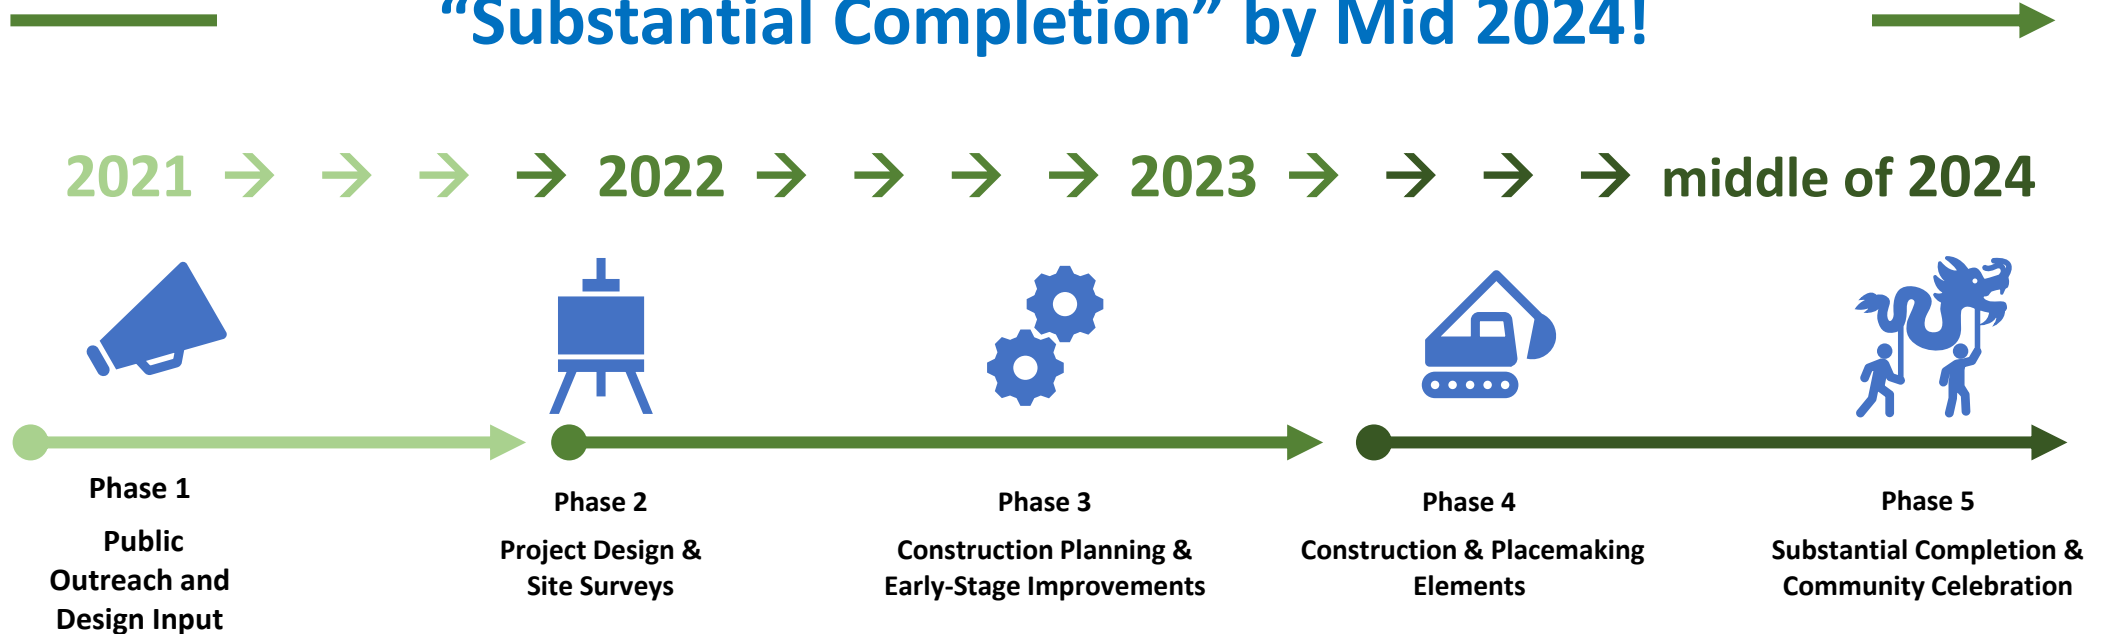 “Substantial Completion” by Mid 2024!
2021 → → → → 2022 → → → → 2023 → → → → middle of 2024
Phase 1
Public
Outreach and
Design Input
Phase 2
Project Design &
Site Surveys
Phase 3
Construction Planning &
Early-Stage Improvements
Phase 4
Construction & Placemaking
Elements
Phase 5
Substantial Completion &
Community Celebration